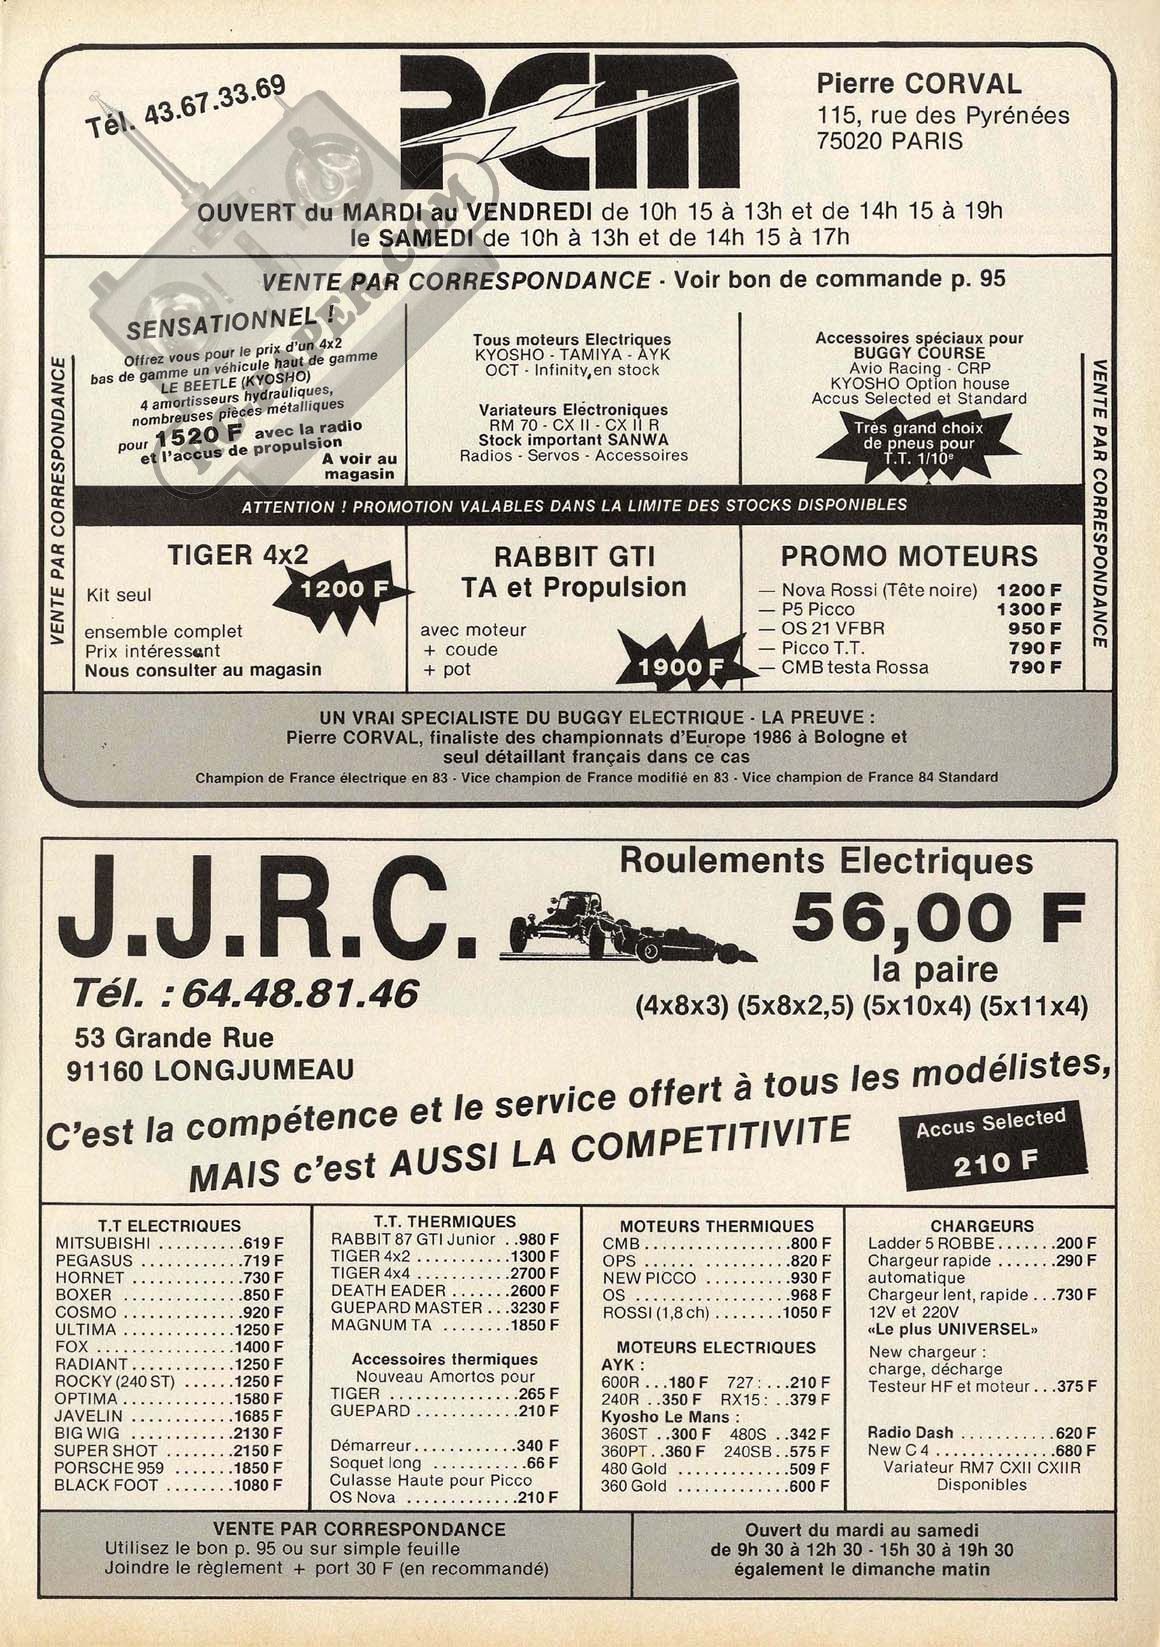 Tél. 43.67.33.69
PCM
Pierre CORVAL
115, rue des Pyrénées
75020 PARIS
OUVERT du MARDI au VENDREDI de 10h 15 à 13h et de 14h 15 à 19h
le SAMEDI de 10h à 13h et de 14h 15 à 17h
VENTE PAR CORRESPONDANCE - Voir bon de commande p. 95
VENTE PAR CORRESPONDANCE
SENSATIONNEL !
Offrez vous pour le prix d'un 4x2
bas de gamme un véhicule haut de gamme
LE BEETLE (KYOSHO)
4 amortisseurs hydrauliques,
nombreuses pièces métalliques
pour 1520 F avec la radio
et l'accus de propulsion
A voir au
magasin
Tous moteurs Electriques
KYOSHO - TAMIYA - AYK
OCT - Infinity, en stock
Variateurs Electroniques
RM 70 - CX II - CX II R
Stock important SANWA
Radios - Servos - Accessoires
Accessoires spéciaux pour
BUGGY COURSE
Avio Racing - CRP
KYOSHO Option house
Accus Selected et Standard
Très grand choix
de pneus pour
T.T. 1/10e
VENTE PAR CORRESPONDANCE
ATTENTION ! PROMOTION VALABLES DANS LA LIMITE DES STOCKS DISPONIBLES
TIGER 4x2
Kit seul
1200 F
ensemble complet
Prix intéressant
Nous consulter au magasin
RABBIT GTI
TA et Propulsion
avec moteur
+ coude
+ pot
1900 F
PROMO MOTEURS
— Nova Rossi (Tête noire) 1200 F
— P5 Picco 1300 F
— OS 21 VFBR 950 F
— Picco T.T. 790 F
— CMB testa Rossa 790 F
UN VRAI SPECIALISTE DU BUGGY ELECTRIQUE - LA PREUVE :
Pierre CORVAL, finaliste des championnats d'Europe 1986 à Bologne et
seul détaillant français dans ce cas
Champion de France électrique en 83 - Vice champion de France modifié en 83 - Vice champion de France 84 Standard
J.J.R.C.
Tél. : 64.48.81.46
53 Grande Rue
91160 LONGJUMEAU
Roulements Electriques
56,00 F
la paire
(4x8x3) (5x8x2,5) (5x10x4) (5x11x4)
C'est la compétence et le service offert à tous les modélistes,
MAIS c'est AUSSI LA COMPETITIVITE
Accus Selected
210 F
T.T ELECTRIQUES
MITSUBISHI ..........619 F
PEGASUS .............719 F
HORNET ..............730 F
BOXER ...............850 F
COSMO ...............920 F
ULTIMA .............1250 F
FOX ................1400 F
RADIANT ............1250 F
ROCKY (240 ST) .....1250 F
OPTIMA .............1580 F
JAVELIN ............1685 F
BIG WIG ............2130 F
SUPER SHOT .........2150 F
PORSCHE 959 ........1850 F
BLACK FOOT .........1080 F
T.T. THERMIQUES
RABBIT 87 GTI Junior ..980 F
TIGER 4x2 ............1300 F
TIGER 4x4 ............2700 F
DEATH EADER ..........2600 F
GUEPARD MASTER ...3230 F
MAGNUM TA ............1850 F
Accessoires thermiques
Nouveau Amortos pour
TIGER ................265 F
GUEPARD ..............210 F
Démarreur ............340 F
Soquet long ...........66 F
Culasse Haute pour Picco
OS Nova ..............210 F
MOTEURS THERMIQUES
CMB ..................800 F
OPS ..................820 F
NEW PICCO ............930 F
OS ...................968 F
ROSSI (1,8 ch) ......1050 F
MOTEURS ELECTRIQUES
AYK :
600R ...180 F 727 : ...210 F
240R ..350 F RX15 : ..379 F
Kyosho Le Mans :
360ST ..300 F 480S ..342 F
360PT ..360 F 240SB ..575 F
480 Gold .............509 F
360 Gold .............600 F
CHARGEURS
Ladder 5 ROBBE .......200 F
Chargeur rapide ......290 F
automatique
Chargeur lent, rapide ...730 F
12V et 220V
«Le plus UNIVERSEL»
New chargeur :
charge, décharge
Testeur HF et moteur ...375 F
Radio Dash ...........620 F
New C 4 ..............680 F
Variateur RM7 CXII CXIIR
Disponibles
VENTE PAR CORRESPONDANCE
Utilisez le bon p. 95 ou sur simple feuille
Joindre le règlement + port 30 F (en recommandé)
Ouvert du mardi au samedi
de 9h 30 à 12h 30 - 15h 30 à 19h 30
également le dimanche matin